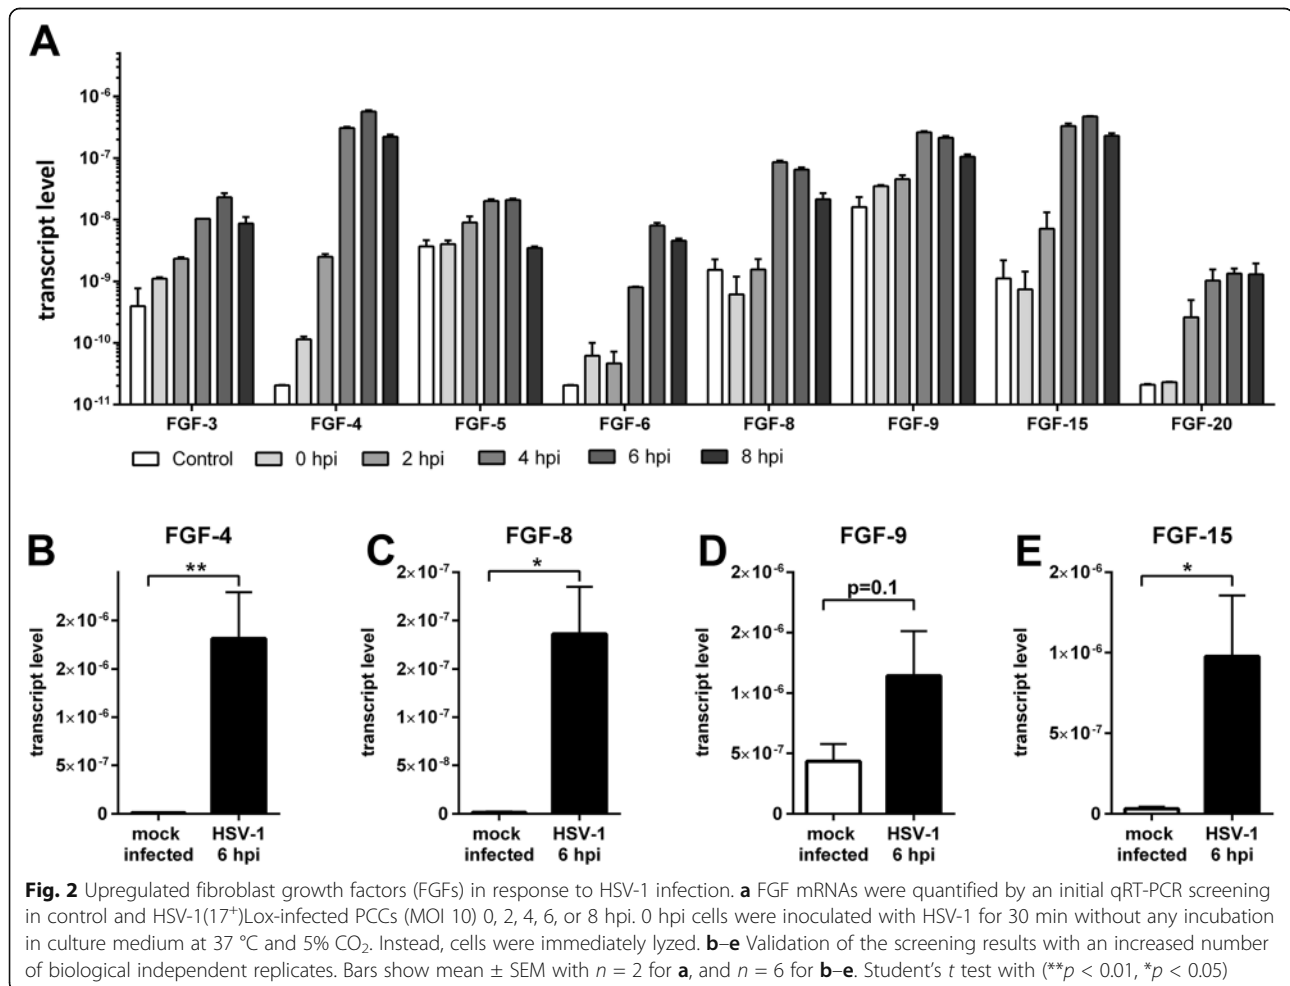 A
transcript level
10⁻⁶
10⁻⁷
10⁻⁸
10⁻⁹
10⁻¹⁰
10⁻¹¹
FGF-3 FGF-4 FGF-5 FGF-6 FGF-8 FGF-9 FGF-15 FGF-20
Control 0 hpi 2 hpi 4 hpi 6 hpi 8 hpi
B
FGF-4
**
transcript level
2×10⁻⁶
2×10⁻⁶
1×10⁻⁶
5×10⁻⁷
0
mock infected
HSV-1 6 hpi
C
FGF-8
*
transcript level
2×10⁻⁷
2×10⁻⁷
2×10⁻⁷
1×10⁻⁷
5×10⁻⁸
0
mock infected
HSV-1 6 hpi
D
FGF-9
p=0.1
transcript level
2×10⁻⁶
2×10⁻⁶
1×10⁻⁶
5×10⁻⁷
0
mock infected
HSV-1 6 hpi
E
FGF-15
*
transcript level
2×10⁻⁶
1×10⁻⁶
5×10⁻⁷
0
mock infected
HSV-1 6 hpi
Fig. 2 Upregulated fibroblast growth factors (FGFs) in response to HSV-1 infection. a FGF mRNAs were quantified by an initial qRT-PCR screening
in control and HSV-1(17⁺)Lox-infected PCCs (MOI 10) 0, 2, 4, 6, or 8 hpi. 0 hpi cells were inoculated with HSV-1 for 30 min without any incubation
in culture medium at 37 °C and 5% CO₂. Instead, cells were immediately lyzed. b–e Validation of the screening results with an increased number
of biological independent replicates. Bars show mean ± SEM with n = 2 for a, and n = 6 for b–e. Student's t test with (**p < 0.01, *p < 0.05)